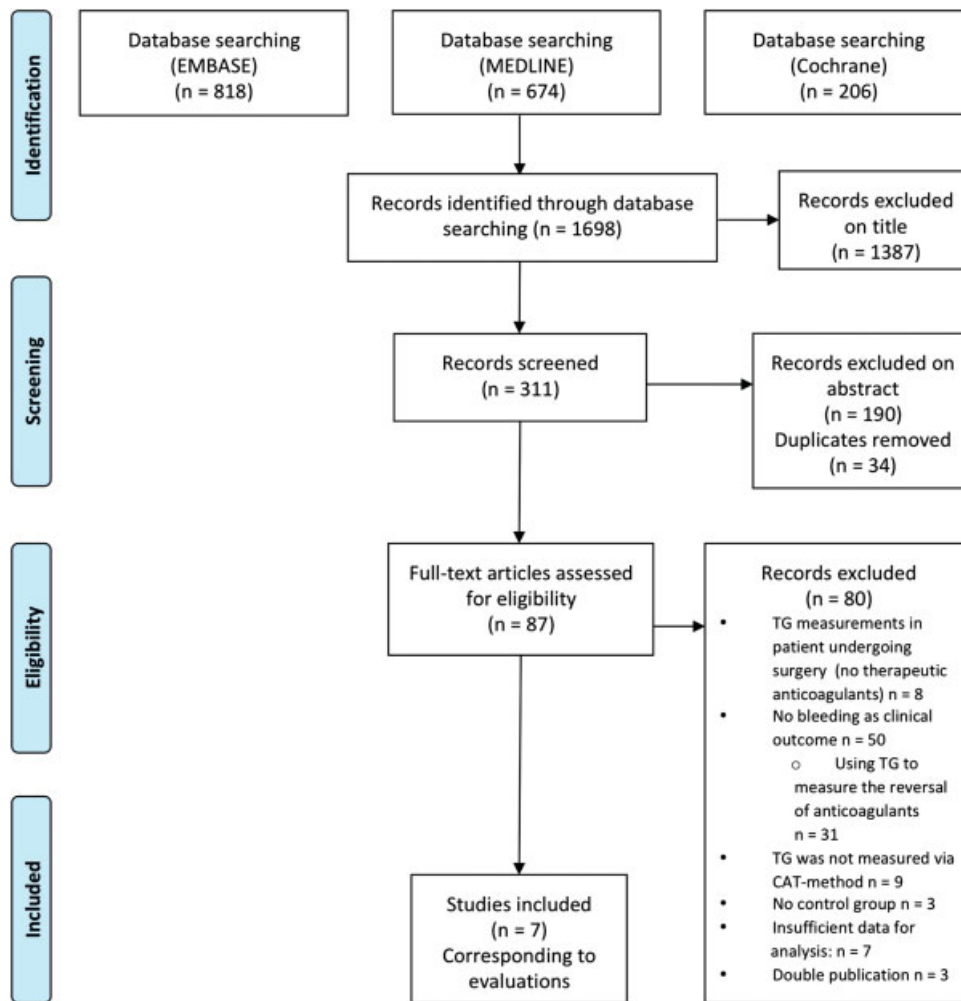 Identification
Database searching
(EMBASE)
(n = 818)
Database searching
(MEDLINE)
(n = 674)
Database searching
(Cochrane)
(n = 206)
Records identified through database
searching (n = 1698)
Records excluded
on title
(n = 1387)
Screening
Records screened
(n = 311)
Records excluded on
abstract
(n = 190)
Duplicates removed
(n = 34)
Eligibility
Full-text articles assessed
for eligibility
(n = 87)
Records excluded
(n = 80)
• TG measurements in
patient undergoing
surgery (no therapeutic
anticoagulants) n = 8
• No bleeding as clinical
outcome n = 50
o Using TG to
measure the reversal
of anticoagulants
n = 31
• TG was not measured via
CAT-method n = 9
• No control group n = 3
• Insufficient data for
analysis: n = 7
• Double publication n = 3
Included
Studies included
(n = 7)
Corresponding to
evaluations